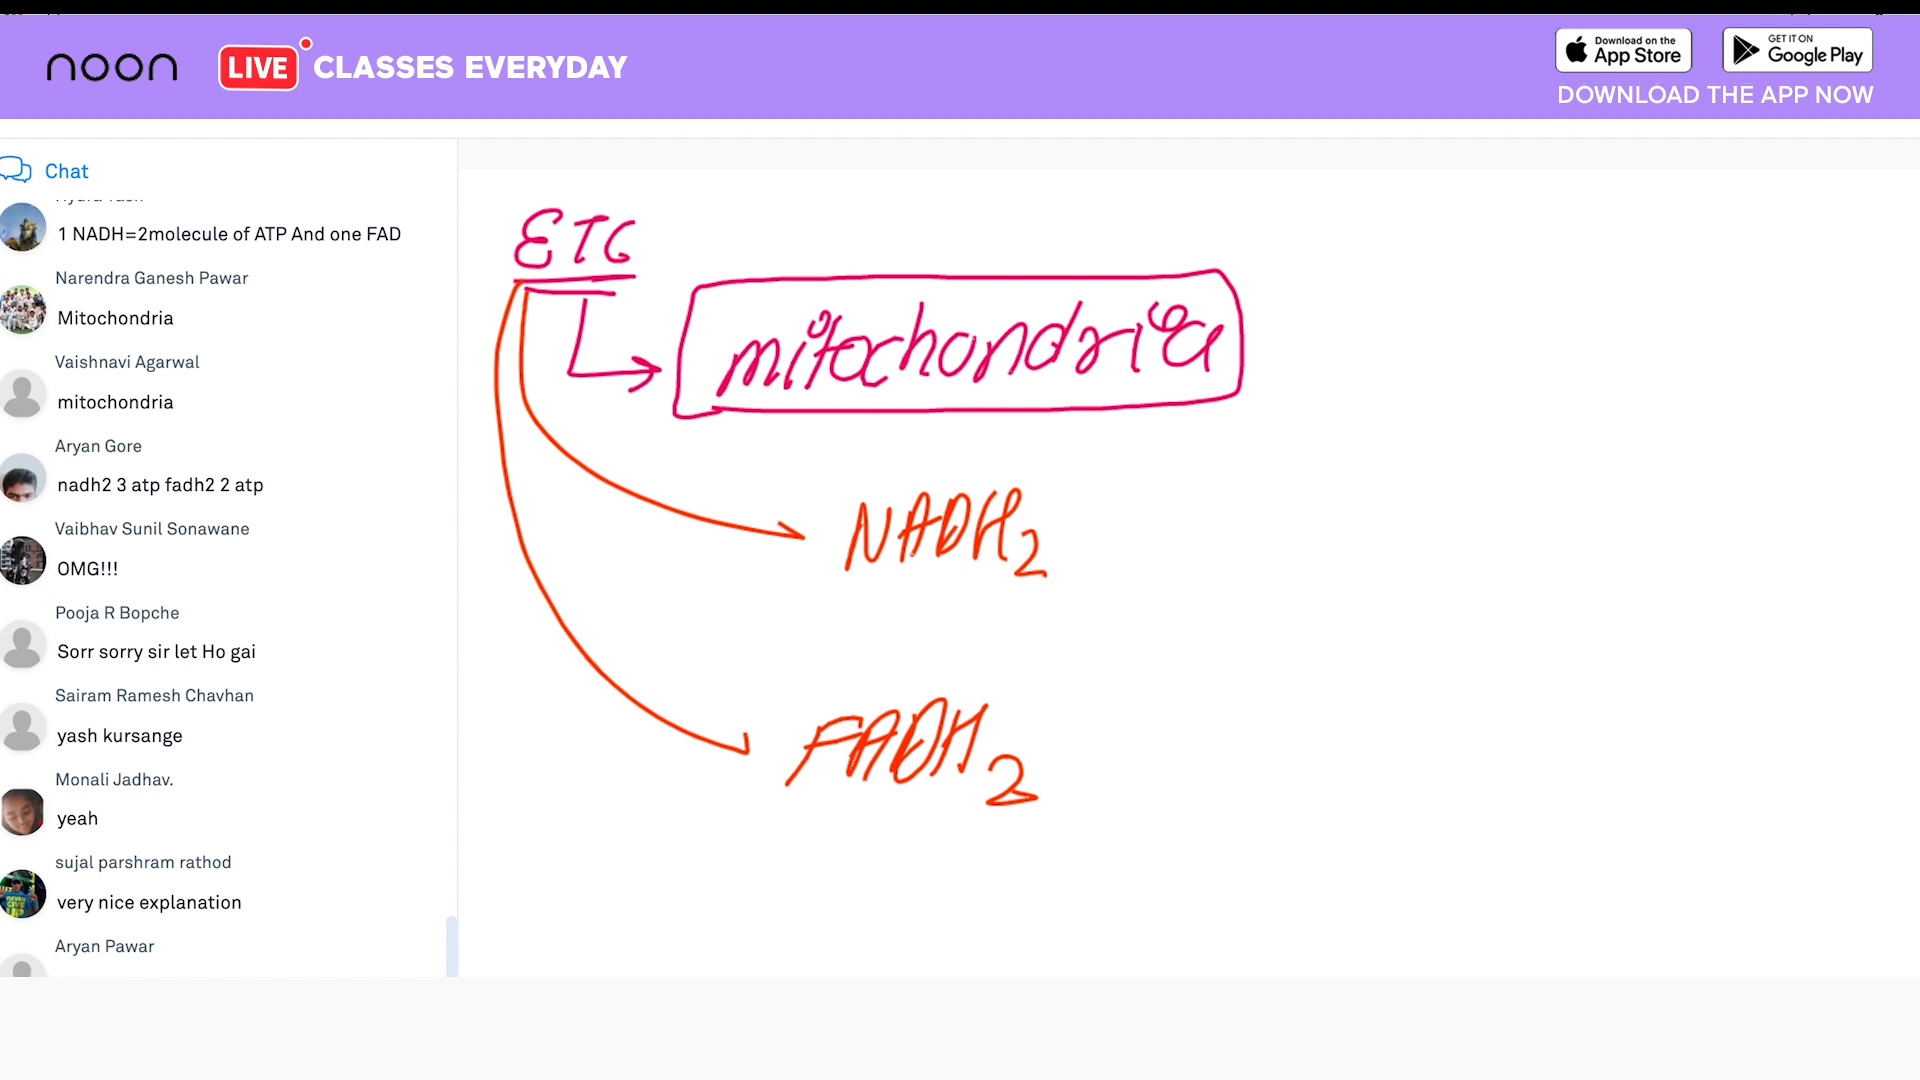 noon LIVE CLASSES EVERYDAY
Download on the App Store
GET IT ON Google Play
DOWNLOAD THE APP NOW
Chat
1 NADH=2molecule of ATP And one FAD
Narendra Ganesh Pawar
Mitochondria
Vaishnavi Agarwal
mitochondria
Aryan Gore
nadh2 3 atp fadh2 2 atp
Vaibhav Sunil Sonawane
OMG!!!
Pooja R Bopche
Sorr sorry sir let Ho gai
Sairam Ramesh Chavhan
yash kursange
Monali Jadhav.
yeah
sujal parshram rathod
very nice explanation
Aryan Pawar
ETC
mitochondria
NADH2
FADH2